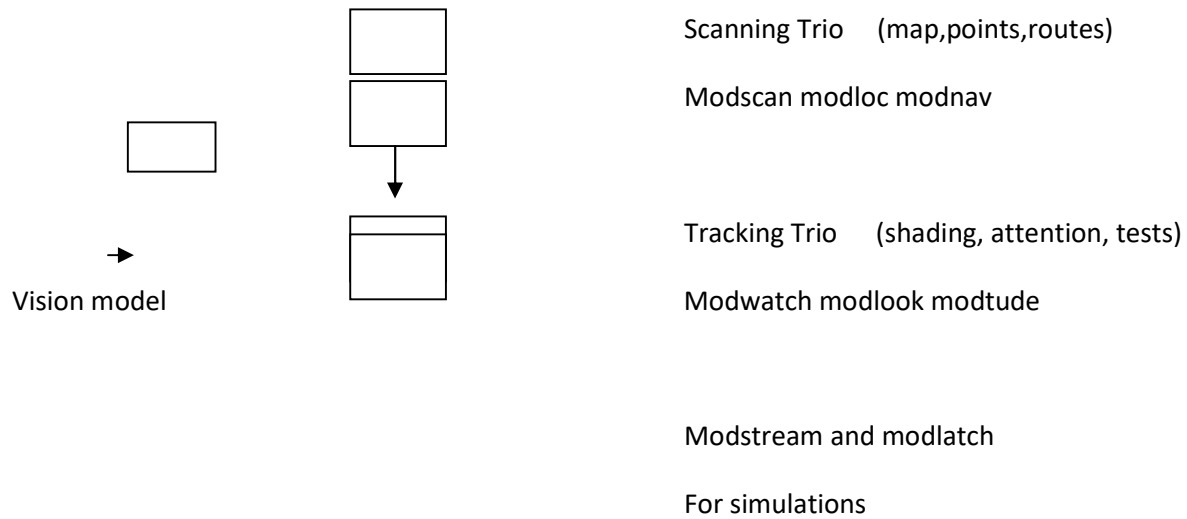 Scanning Trio (map,points,routes)
Modscan modloc modnav
Tracking Trio (shading, attention, tests)
Vision model
Modwatch modlook modtude
Modstream and modlatch
For simulations